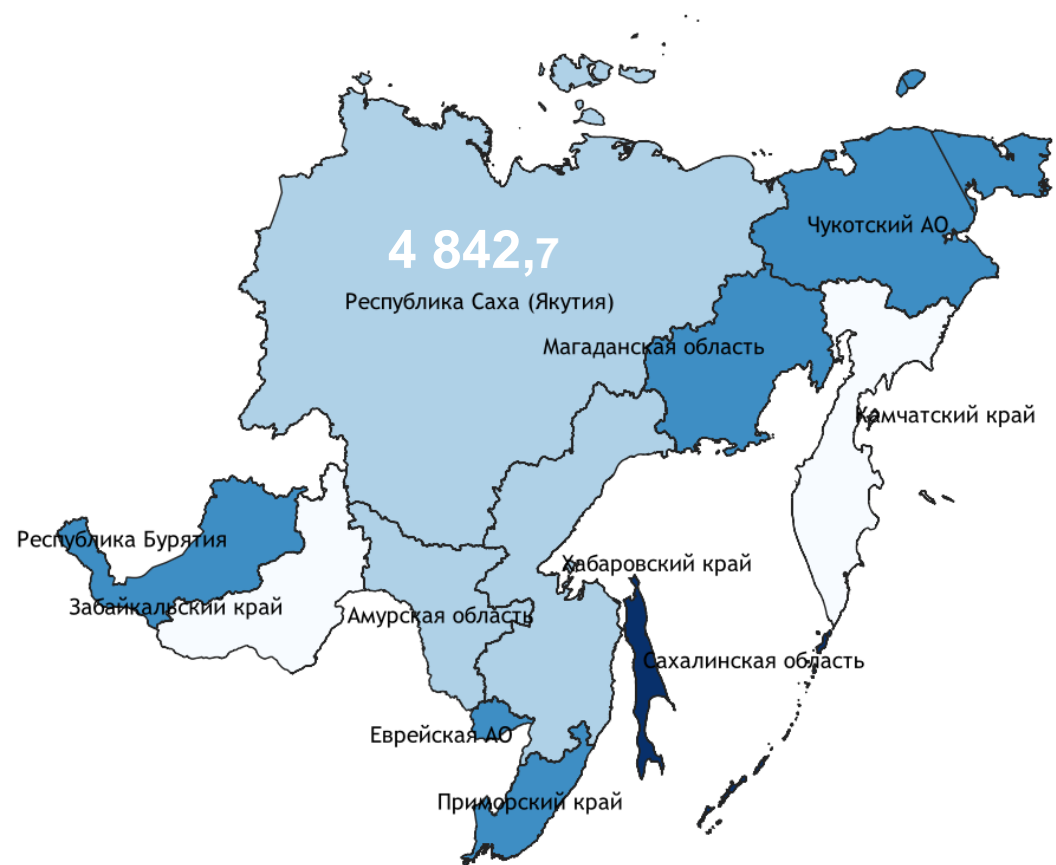 Чукотский АО
4 842,7
Республика Саха (Якутия)
Магаданская область
Камчатский край
Республика Бурятия
Хабаровский край
Забайкальский край
Амурская область
Сахалинская область
Еврейская АО
Приморский край